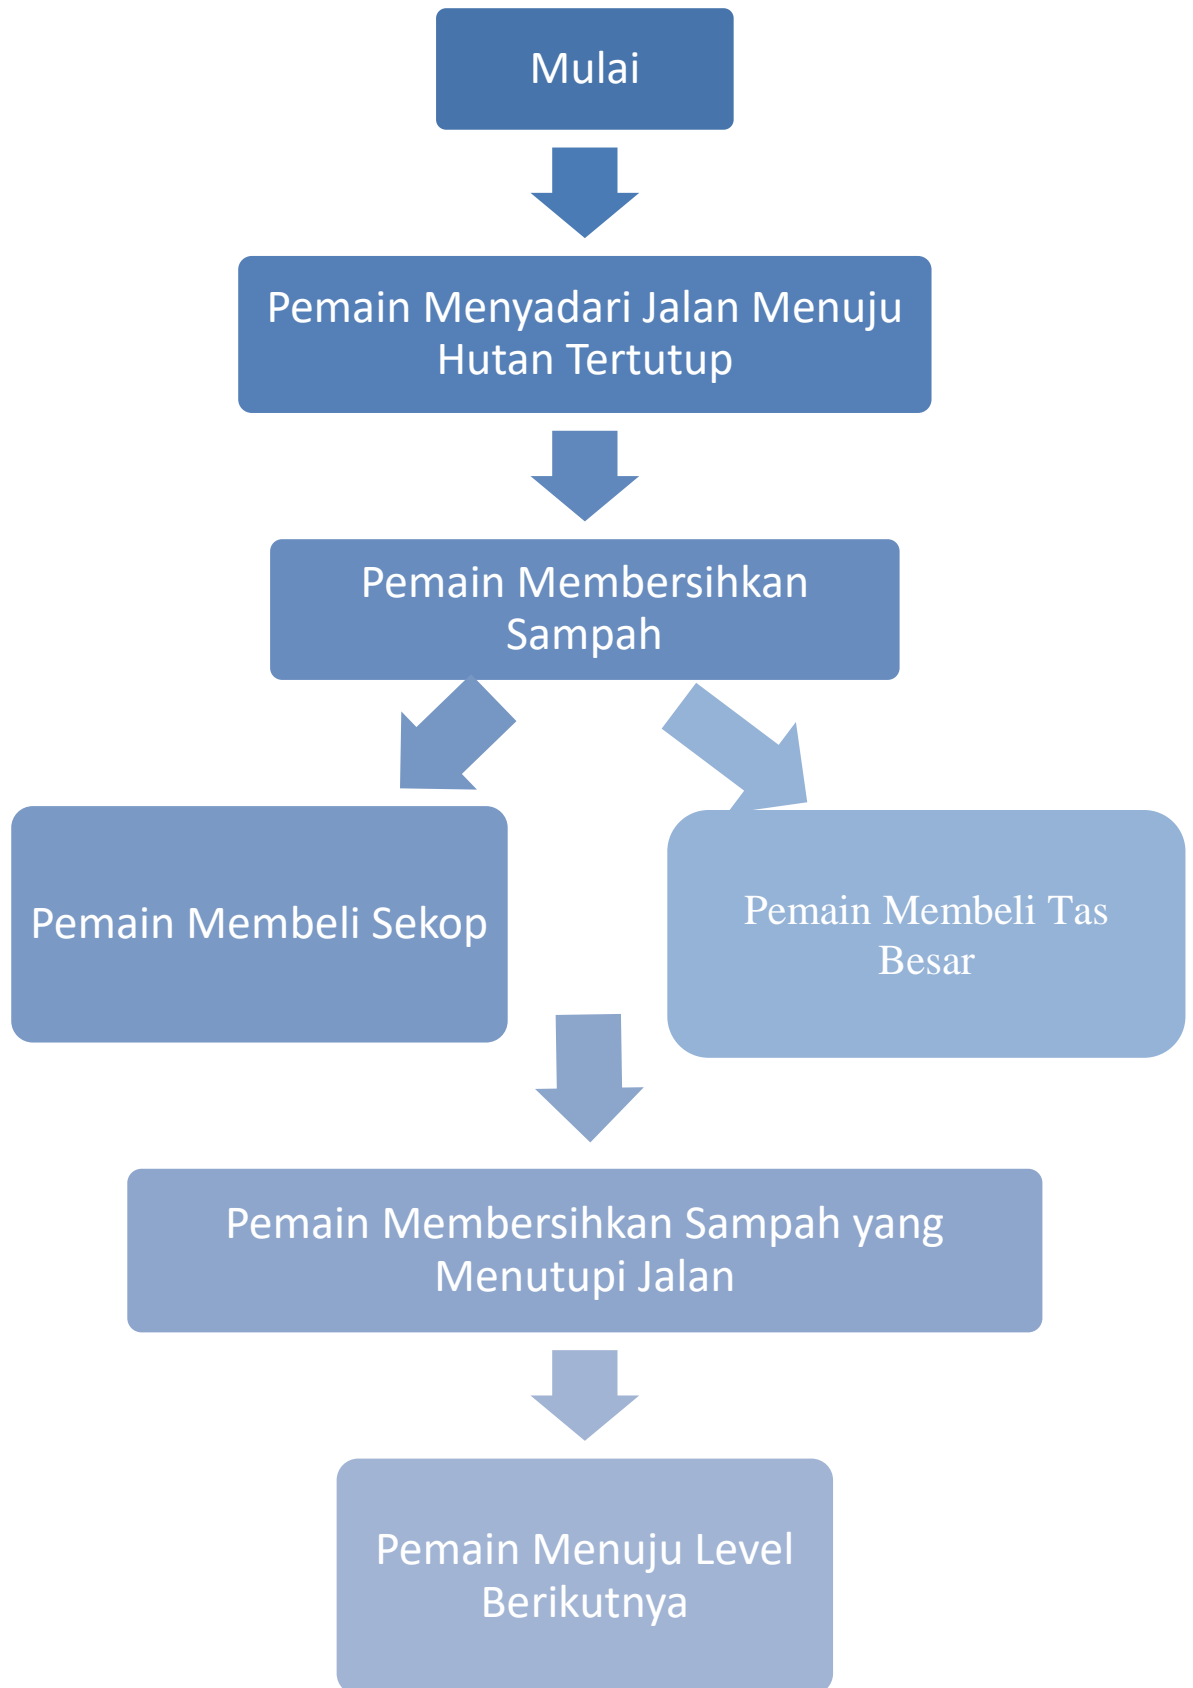 Mulai
Pemain Menyadari Jalan Menuju
Hutan Tertutup
Pemain Membersihkan
Sampah
Pemain Membeli Sekop
Pemain Membeli Tas
Besar
Pemain Membersihkan Sampah yang
Menutupi Jalan
Pemain Menuju Level
Berikutnya